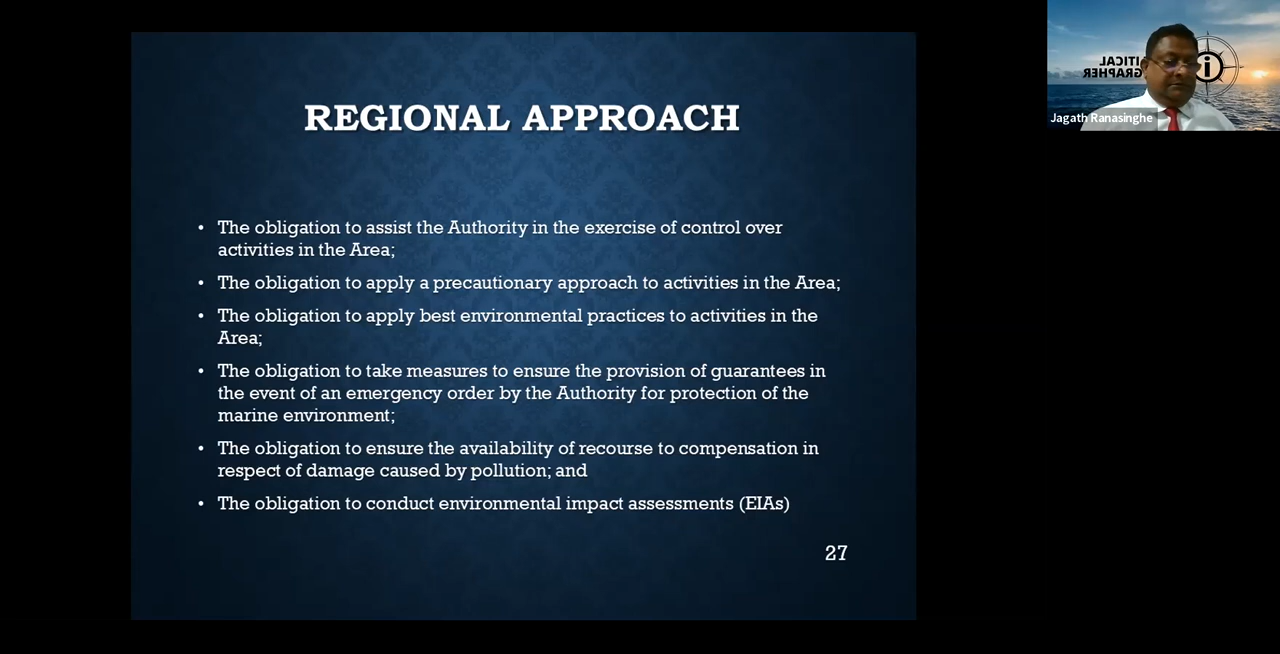 REGIONAL APPROACH
• The obligation to assist the Authority in the exercise of control over
activities in the Area;
• The obligation to apply a precautionary approach to activities in the Area;
• The obligation to apply best environmental practices to activities in the
Area;
• The obligation to take measures to ensure the provision of guarantees in
the event of an emergency order by the Authority for protection of the
marine environment;
• The obligation to ensure the availability of recourse to compensation in
respect of damage caused by pollution; and
• The obligation to conduct environmental impact assessments (EIAs)
27
ITICAL
GRAPHER
i
Jagath Ranasinghe